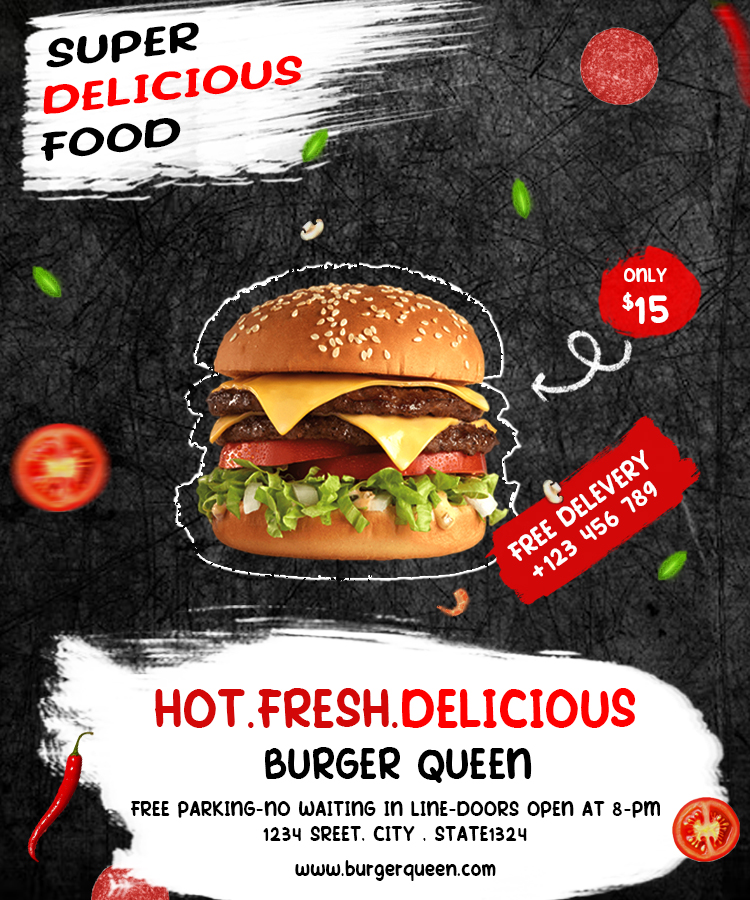 SUPER
DELICIOUS
FOOD
ONLY
$15
FREE DELEVERY
+123 456 789
HOT.FRESH.DELICIOUS
BURGER QUEEN
FREE PARKING-NO WAITING IN LINE-DOORS OPEN AT 8-PM
1234 SREET. CITY . STATE1324
www.burgerqueen.com